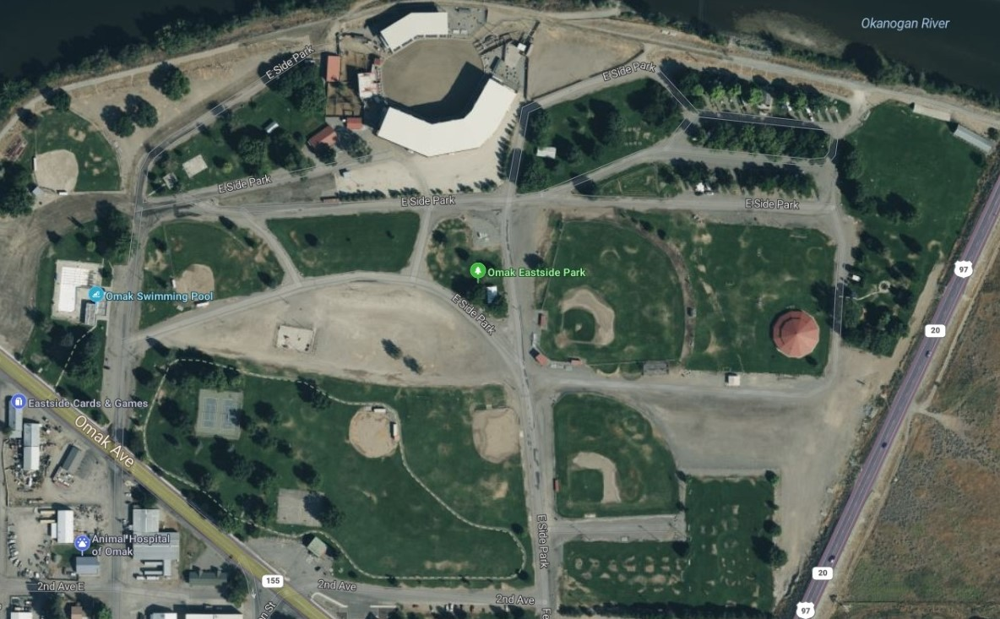 Okanogan River
E Side Park
E Side Park
E Side Park
E Side Park
E Side Park
97
Omak Eastside Park
Omak Swimming Pool
E Side Park
20
Eastside Cards & Games
Omak Ave
E Side Park
Animal Hospital
of Omak
20
155
2nd Ave E
2nd Ave
2nd Ave
97